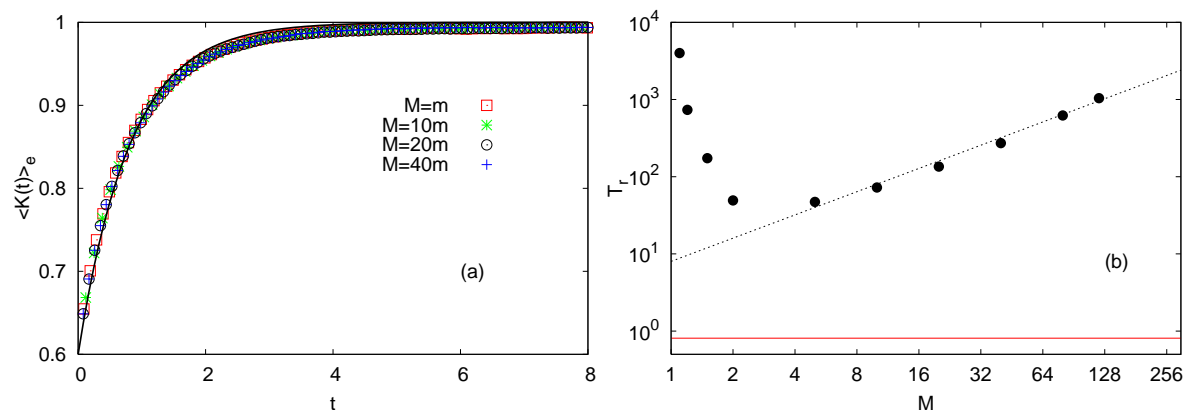 1
0.9
0.8
0.7
0.6
<K(t)>e
0 2 4 6 8
t
M=m
M=10m
M=20m
M=40m
(a)
10^4
10^3
10^2
10^1
10^0
T_r
1 2 4 8 16 32 64 128 256
M
(b)